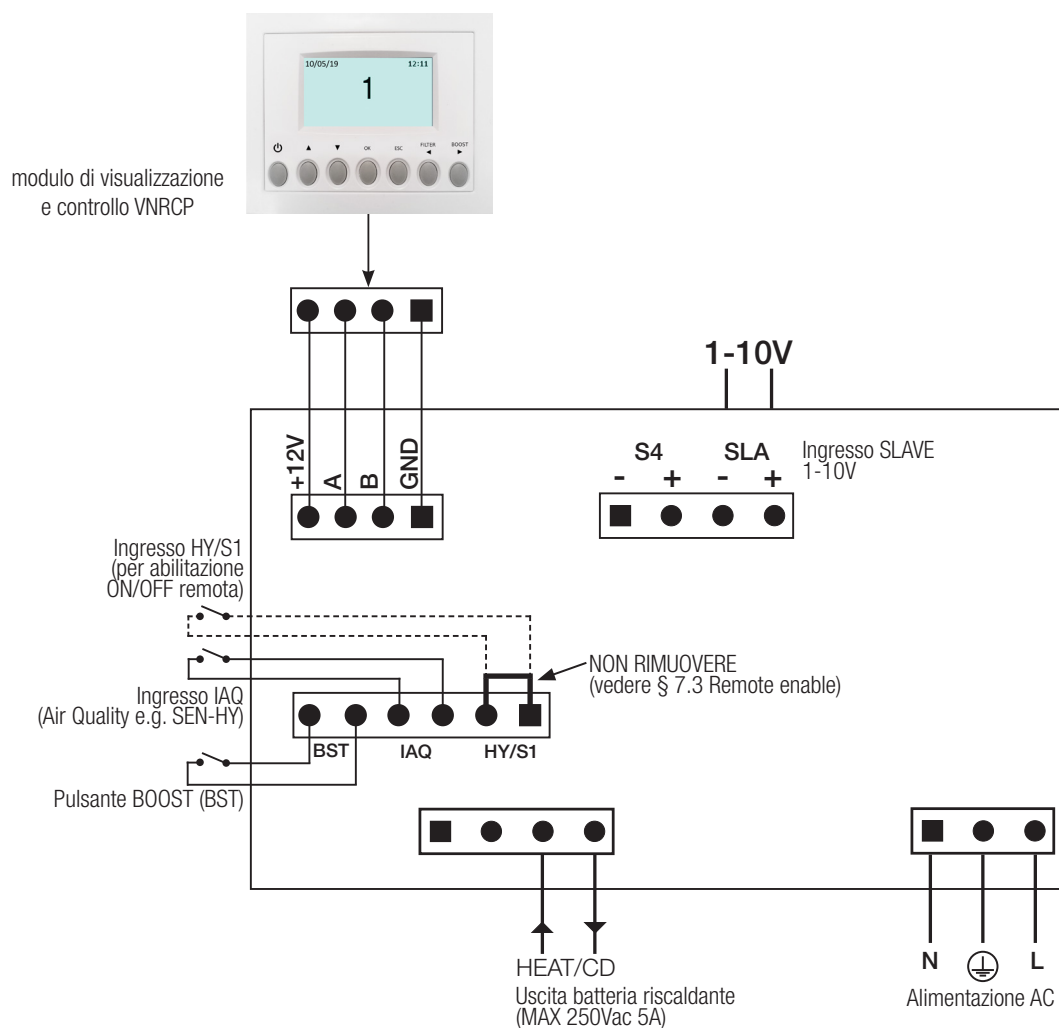 10/05/19 12:11
1
OK ESC FILTER BOOST
modulo di visualizzazione
e controllo VNRCP
1-10V
+12V
A
B
GND
S4 SLA
- + - +
Ingresso SLAVE
1-10V
Ingresso HY/S1
(per abilitazione
ON/OFF remota)
NON RIMUOVERE
(vedere § 7.3 Remote enable)
Ingresso IAQ
(Air Quality e.g. SEN-HY)
BST IAQ HY/S1
Pulsante BOOST (BST)
HEAT/CD
Uscita batteria riscaldante
(MAX 250Vac 5A)
N L
Alimentazione AC